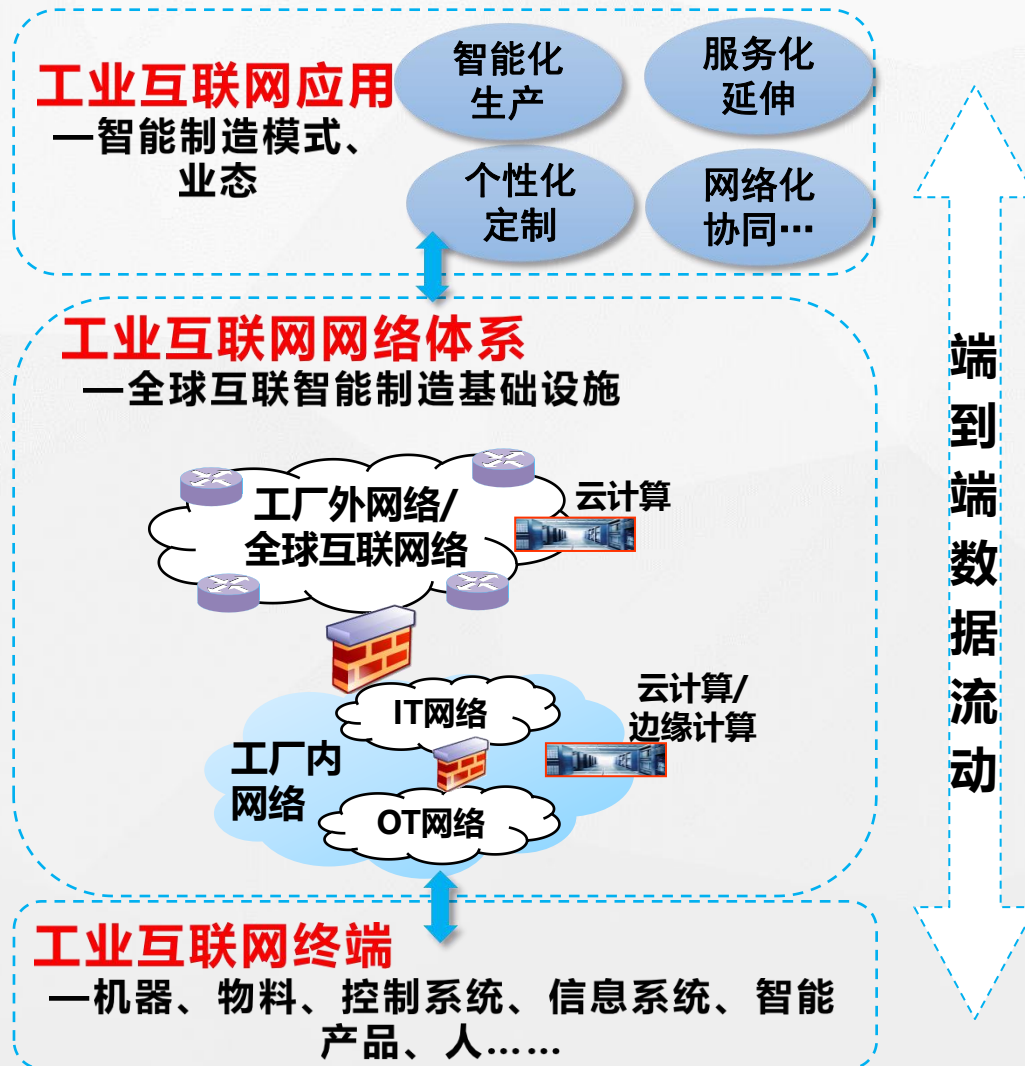 工业互联网应用
—智能制造模式、
业态
智能化
生产
服务化
延伸
个性化
定制
网络化
协同…
工业互联网网络体系
—全球互联智能制造基础设施
工厂外网络/
全球互联网络
云计算
IT网络
云计算/
边缘计算
工厂内
网络
OT网络
工业互联网终端
—机器、物料、控制系统、信息系统、智能
产品、人……
端
到
端
数
据
流
动